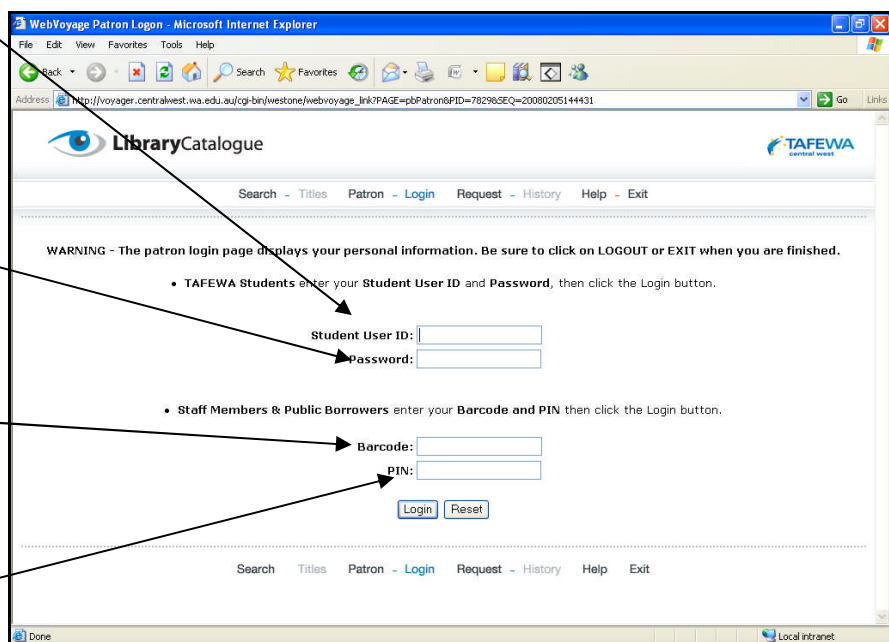 WebVoyage Patron Logon - Microsoft Internet Explorer
File Edit View Favorites Tools Help
Back Search Favorites
Address http://voyager.centralwest.wa.edu.au/cgi-bin/westone/webvoyage_link?PAGE=pbPatron&PID=7829&SEQ=20080205144431 Go Links
LibraryCatalogue TAFEWA
central west
Search - Titles Patron - Login Request - History Help - Exit
WARNING - The patron login page displays your personal information. Be sure to click on LOGOUT or EXIT when you are finished.
• TAFEWA Students enter your Student User ID and Password, then click the Login button.
Student User ID:
Password:
• Staff Members & Public Borrowers enter your Barcode and PIN then click the Login button.
Barcode:
PIN:
Login Reset
Search Titles Patron - Login Request - History Help Exit
Done Local intranet